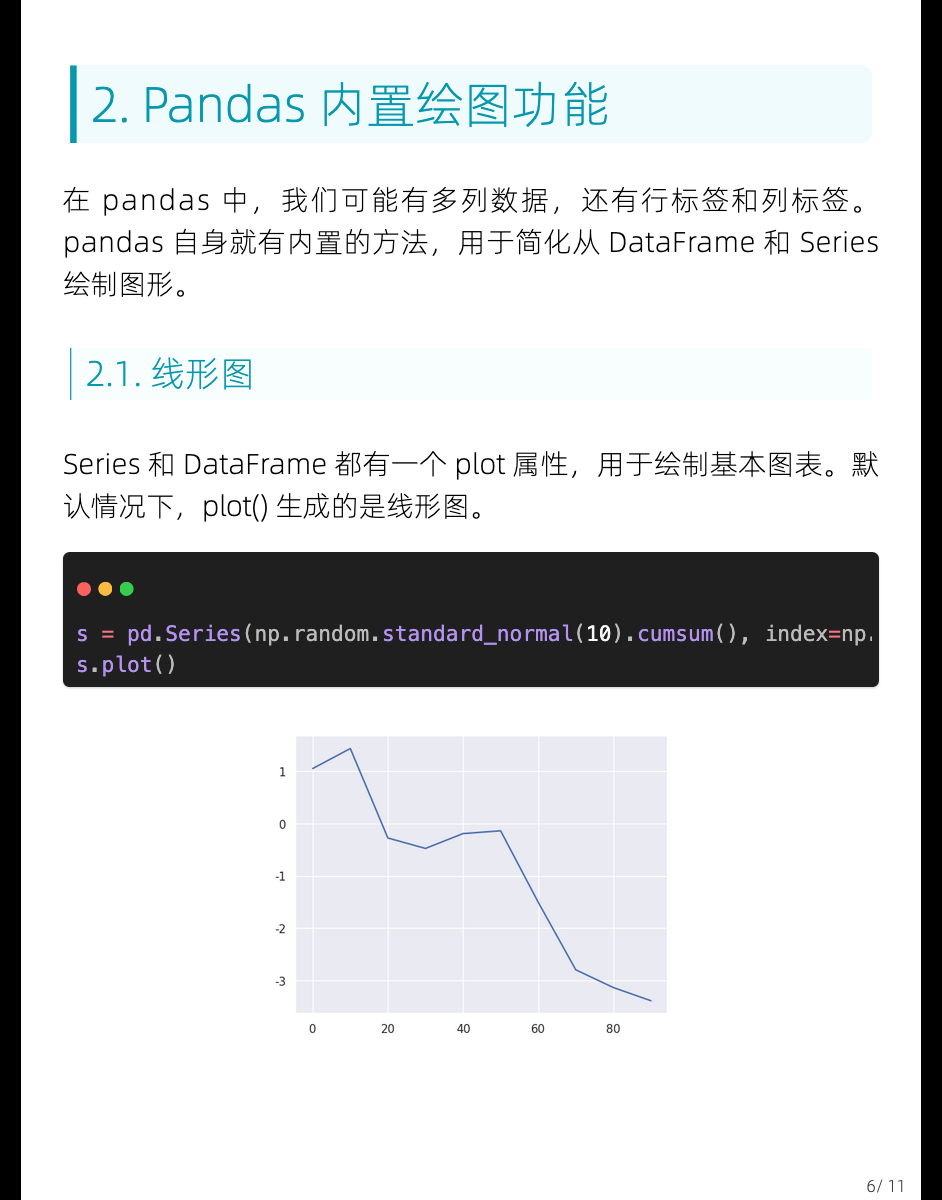 2. Pandas 内置绘图功能
在 pandas 中，我们可能有多列数据，还有行标签和列标签。
pandas 自身就有内置的方法，用于简化从 DataFrame 和 Series
绘制图形。
2.1. 线形图
Series 和 DataFrame 都有一个 plot 属性，用于绘制基本图表。默
认情况下，plot() 生成的是线形图。
s = pd.Series(np.random.standard_normal(10).cumsum(), index=np.
s.plot()
1
0
-1
-2
-3
0 20 40 60 80
6/ 11